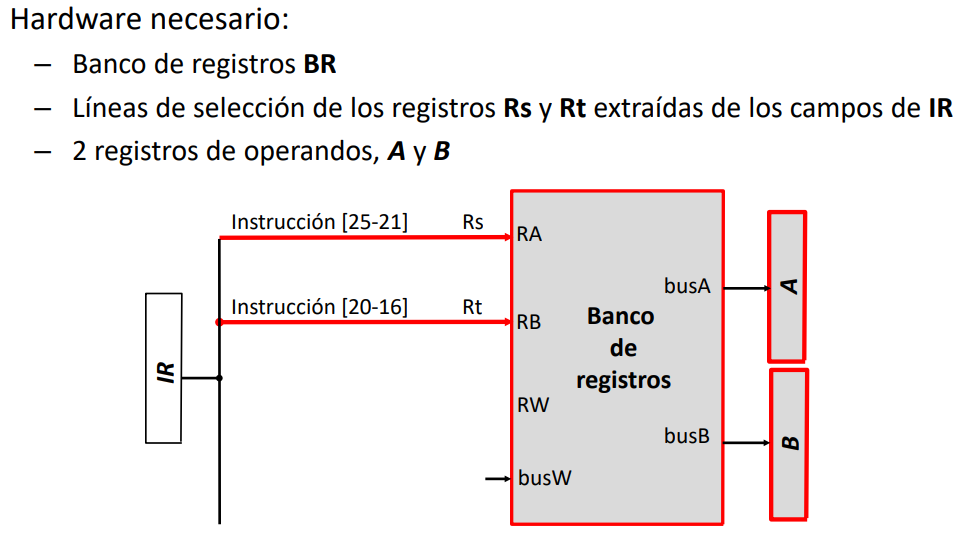 Hardware necesario:
– Banco de registros BR
– Líneas de selección de los registros Rs y Rt extraídas de los campos de IR
– 2 registros de operandos, A y B
Instrucción [25-21] Rs
RA
busA
A
Instrucción [20-16] Rt
RB
Banco
de
registros
IR
RW
busB
B
busW